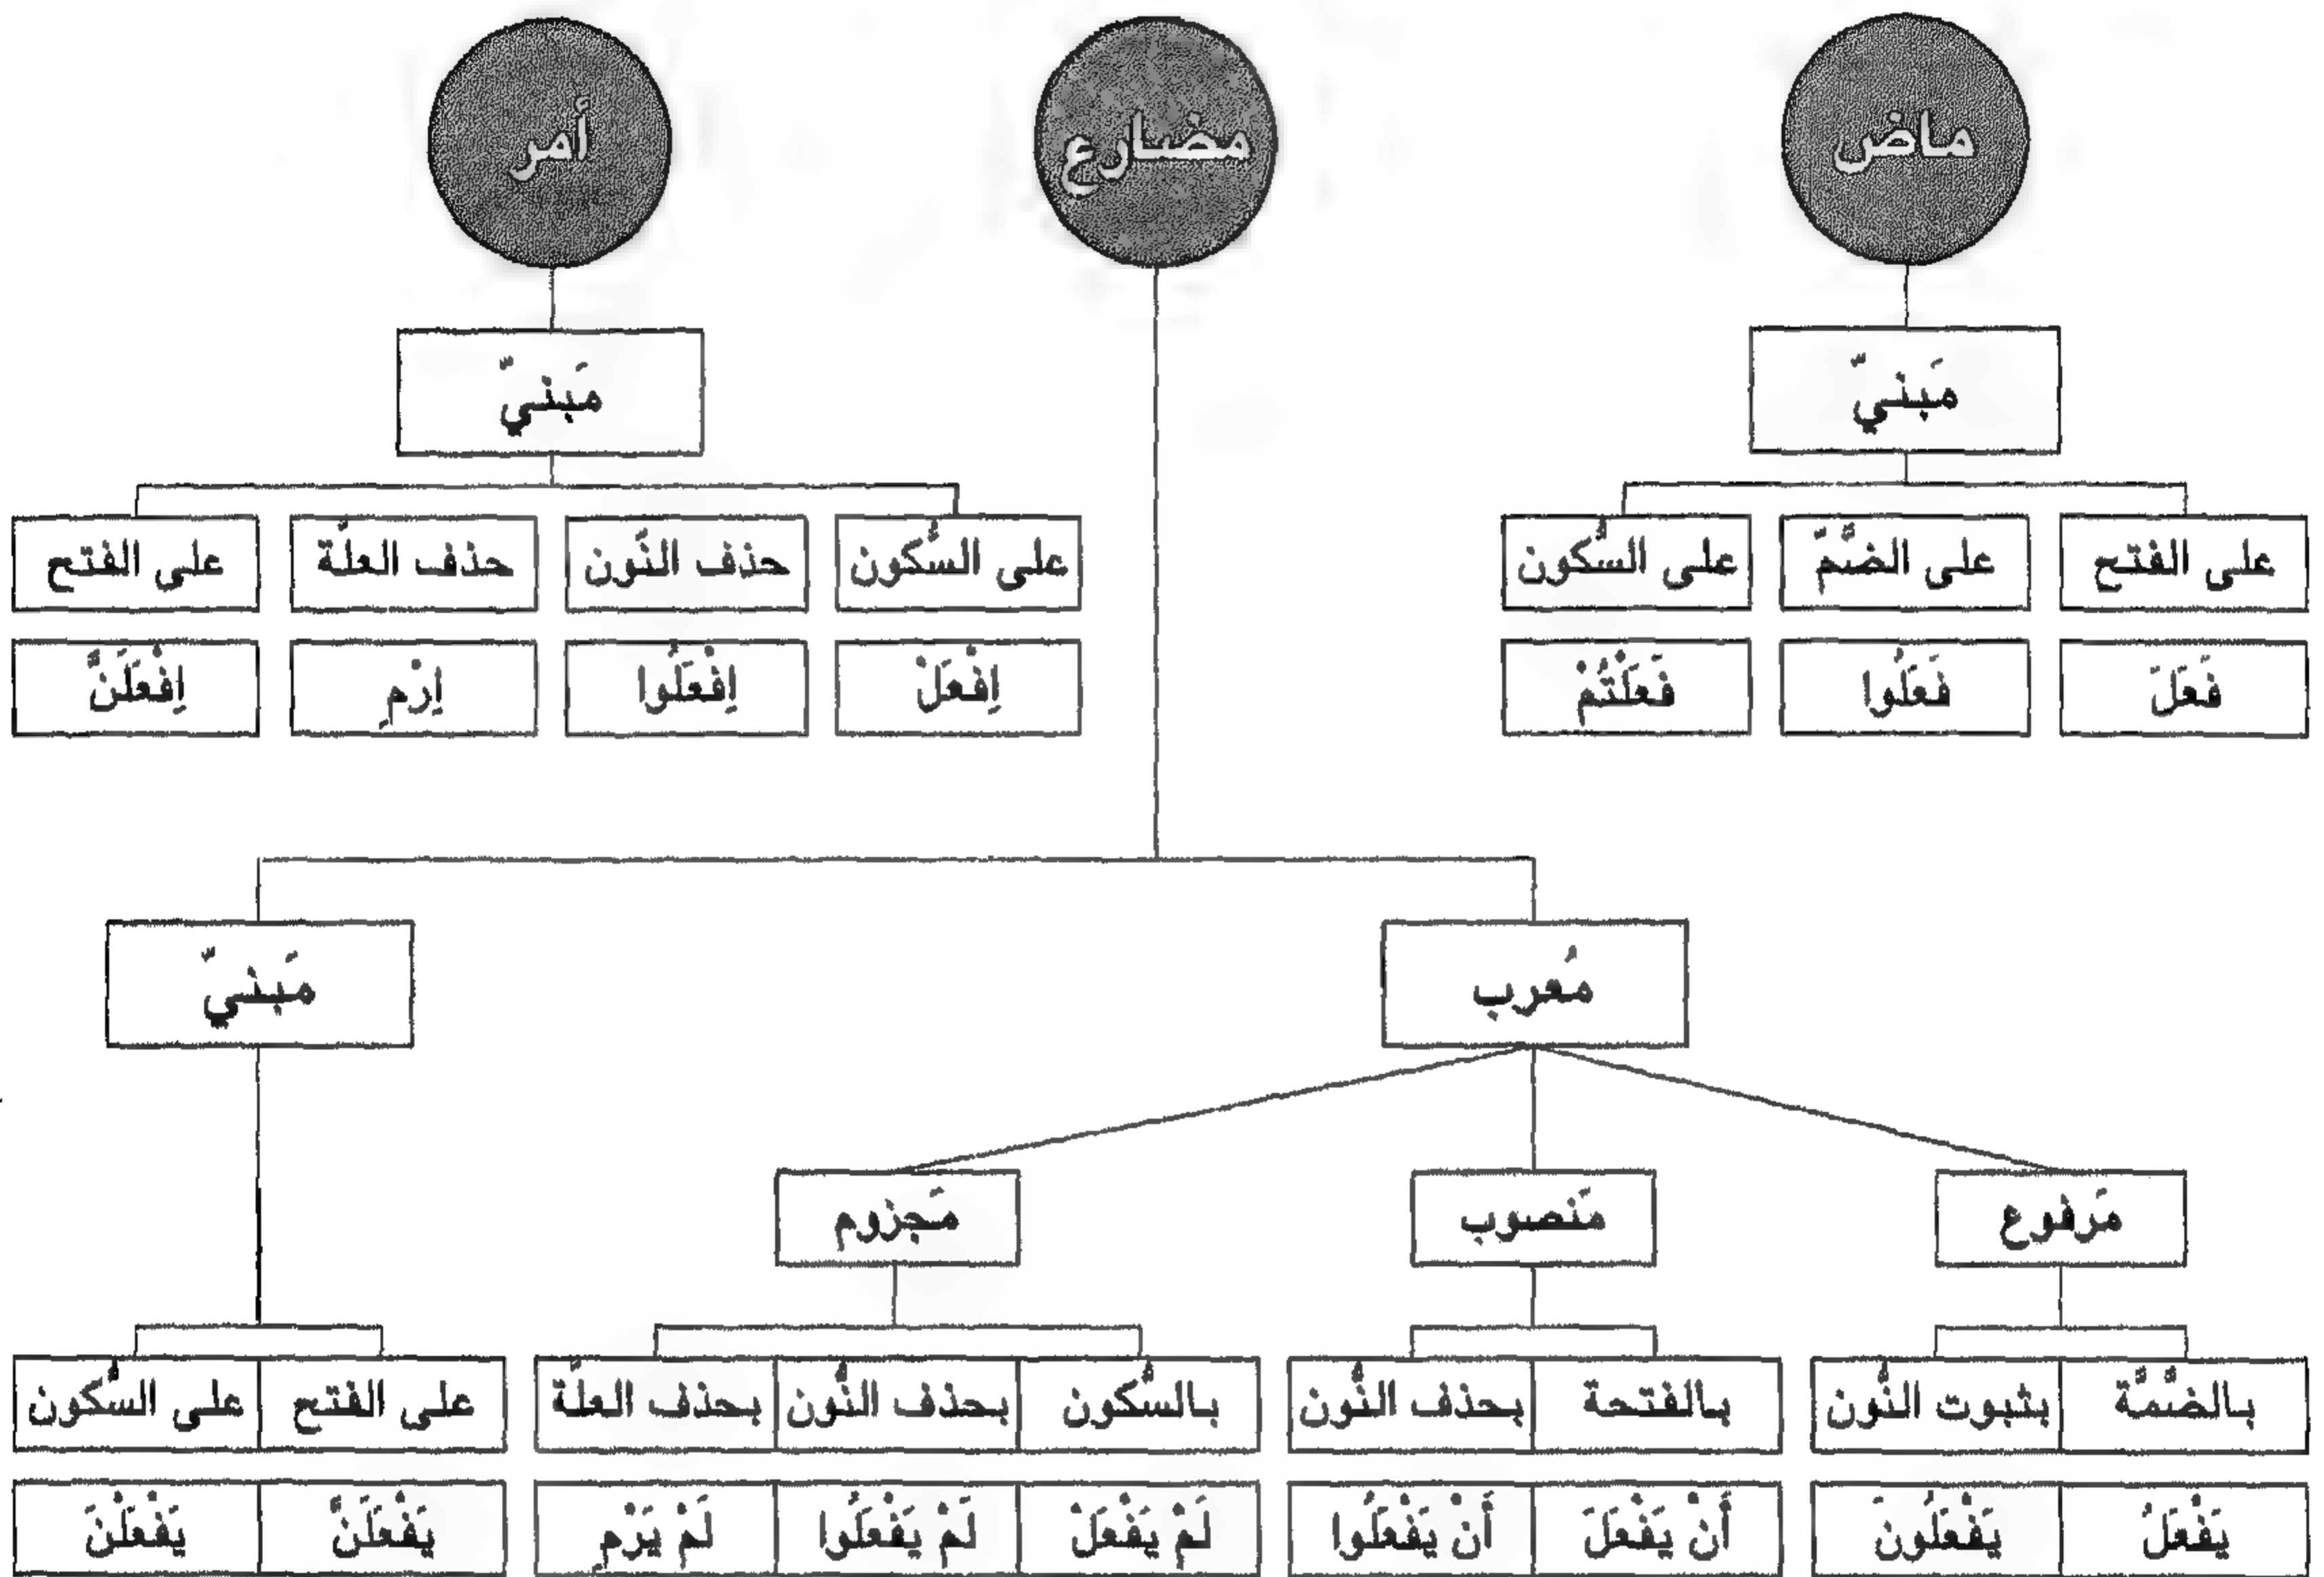 ماض
مضارع
أمر
مَبنيّ
مَبنيّ
على الفتح
على الضَّمّ
على السُّكون
على السُّكون
حذف النّون
حذف العلّة
على الفتح
فَعَلَ
فَعَلُوا
فَعَلْتُمْ
اِفْعَلْ
اِفْعَلُوا
اِرْمِ
اِفْعَلَنَّ
مُعرب
مَبنيّ
مَرفوع
مَنصوب
مَجزوم
بالضَّمَّة
بثبوت النُّون
بالفتحة
بحذف النُّون
بالسُّكون
بحذف النُّون
بحذف العلَّة
على الفتح
على السُّكون
يَفْعَلُ
يَفْعَلُونَ
أَنْ يَفْعَلَ
أَنْ يَفْعَلُوا
لَمْ يَفْعَلْ
لَمْ يَفْعَلُوا
لَمْ يَرْمِ
يَفْعَلَنَّ
يَفْعَلْنَ